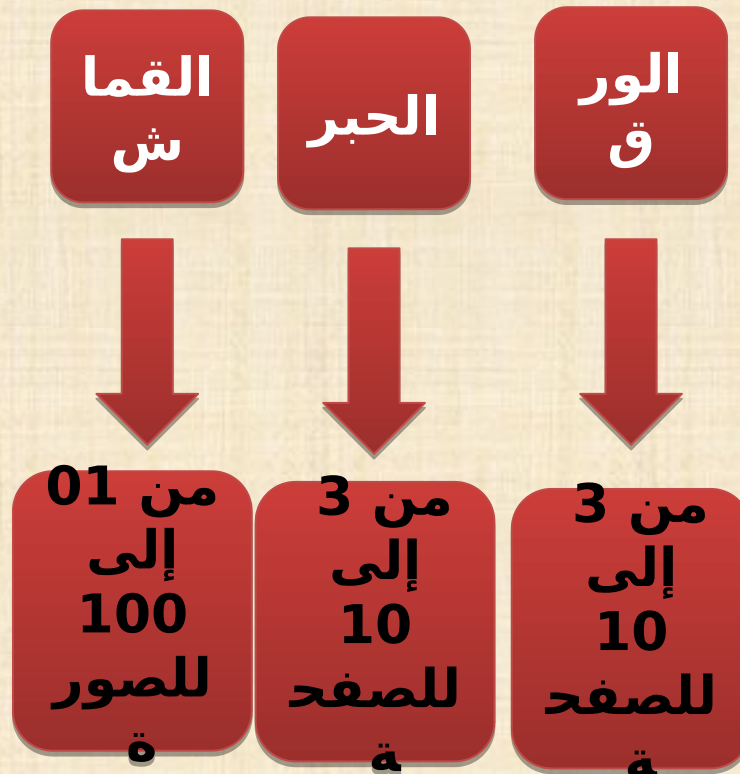 الور
ق
الحبر
القما
ش
من 3
إلى
10
للصفح
ة
من 3
إلى
10
للصفح
ة
من 01
إلى
100
للصور
ة